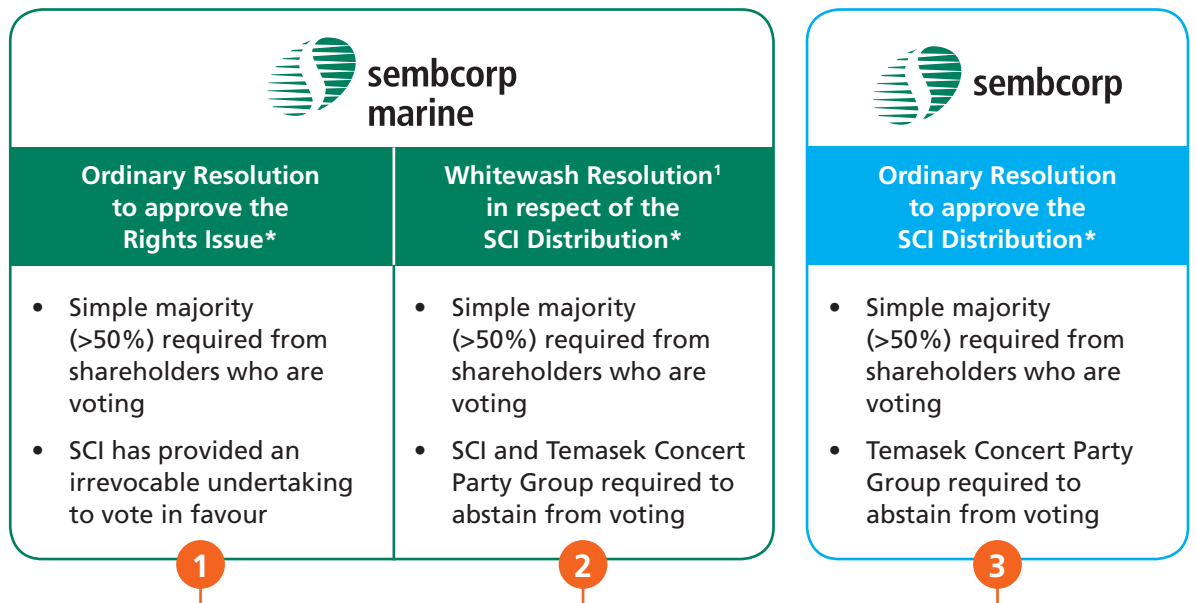 sembcorp
marine
Ordinary Resolution
to approve the
Rights Issue*
• Simple majority
(>50%) required from
shareholders who are
voting
• SCI has provided an
irrevocable undertaking
to vote in favour
1
Whitewash Resolution¹
in respect of the
SCI Distribution*
• Simple majority
(>50%) required from
shareholders who are
voting
• SCI and Temasek Concert
Party Group required to
abstain from voting
2
sembcorp
Ordinary Resolution
to approve the
SCI Distribution*
• Simple majority
(>50%) required from
shareholders who are
voting
• Temasek Concert Party
Group required to
abstain from voting
3